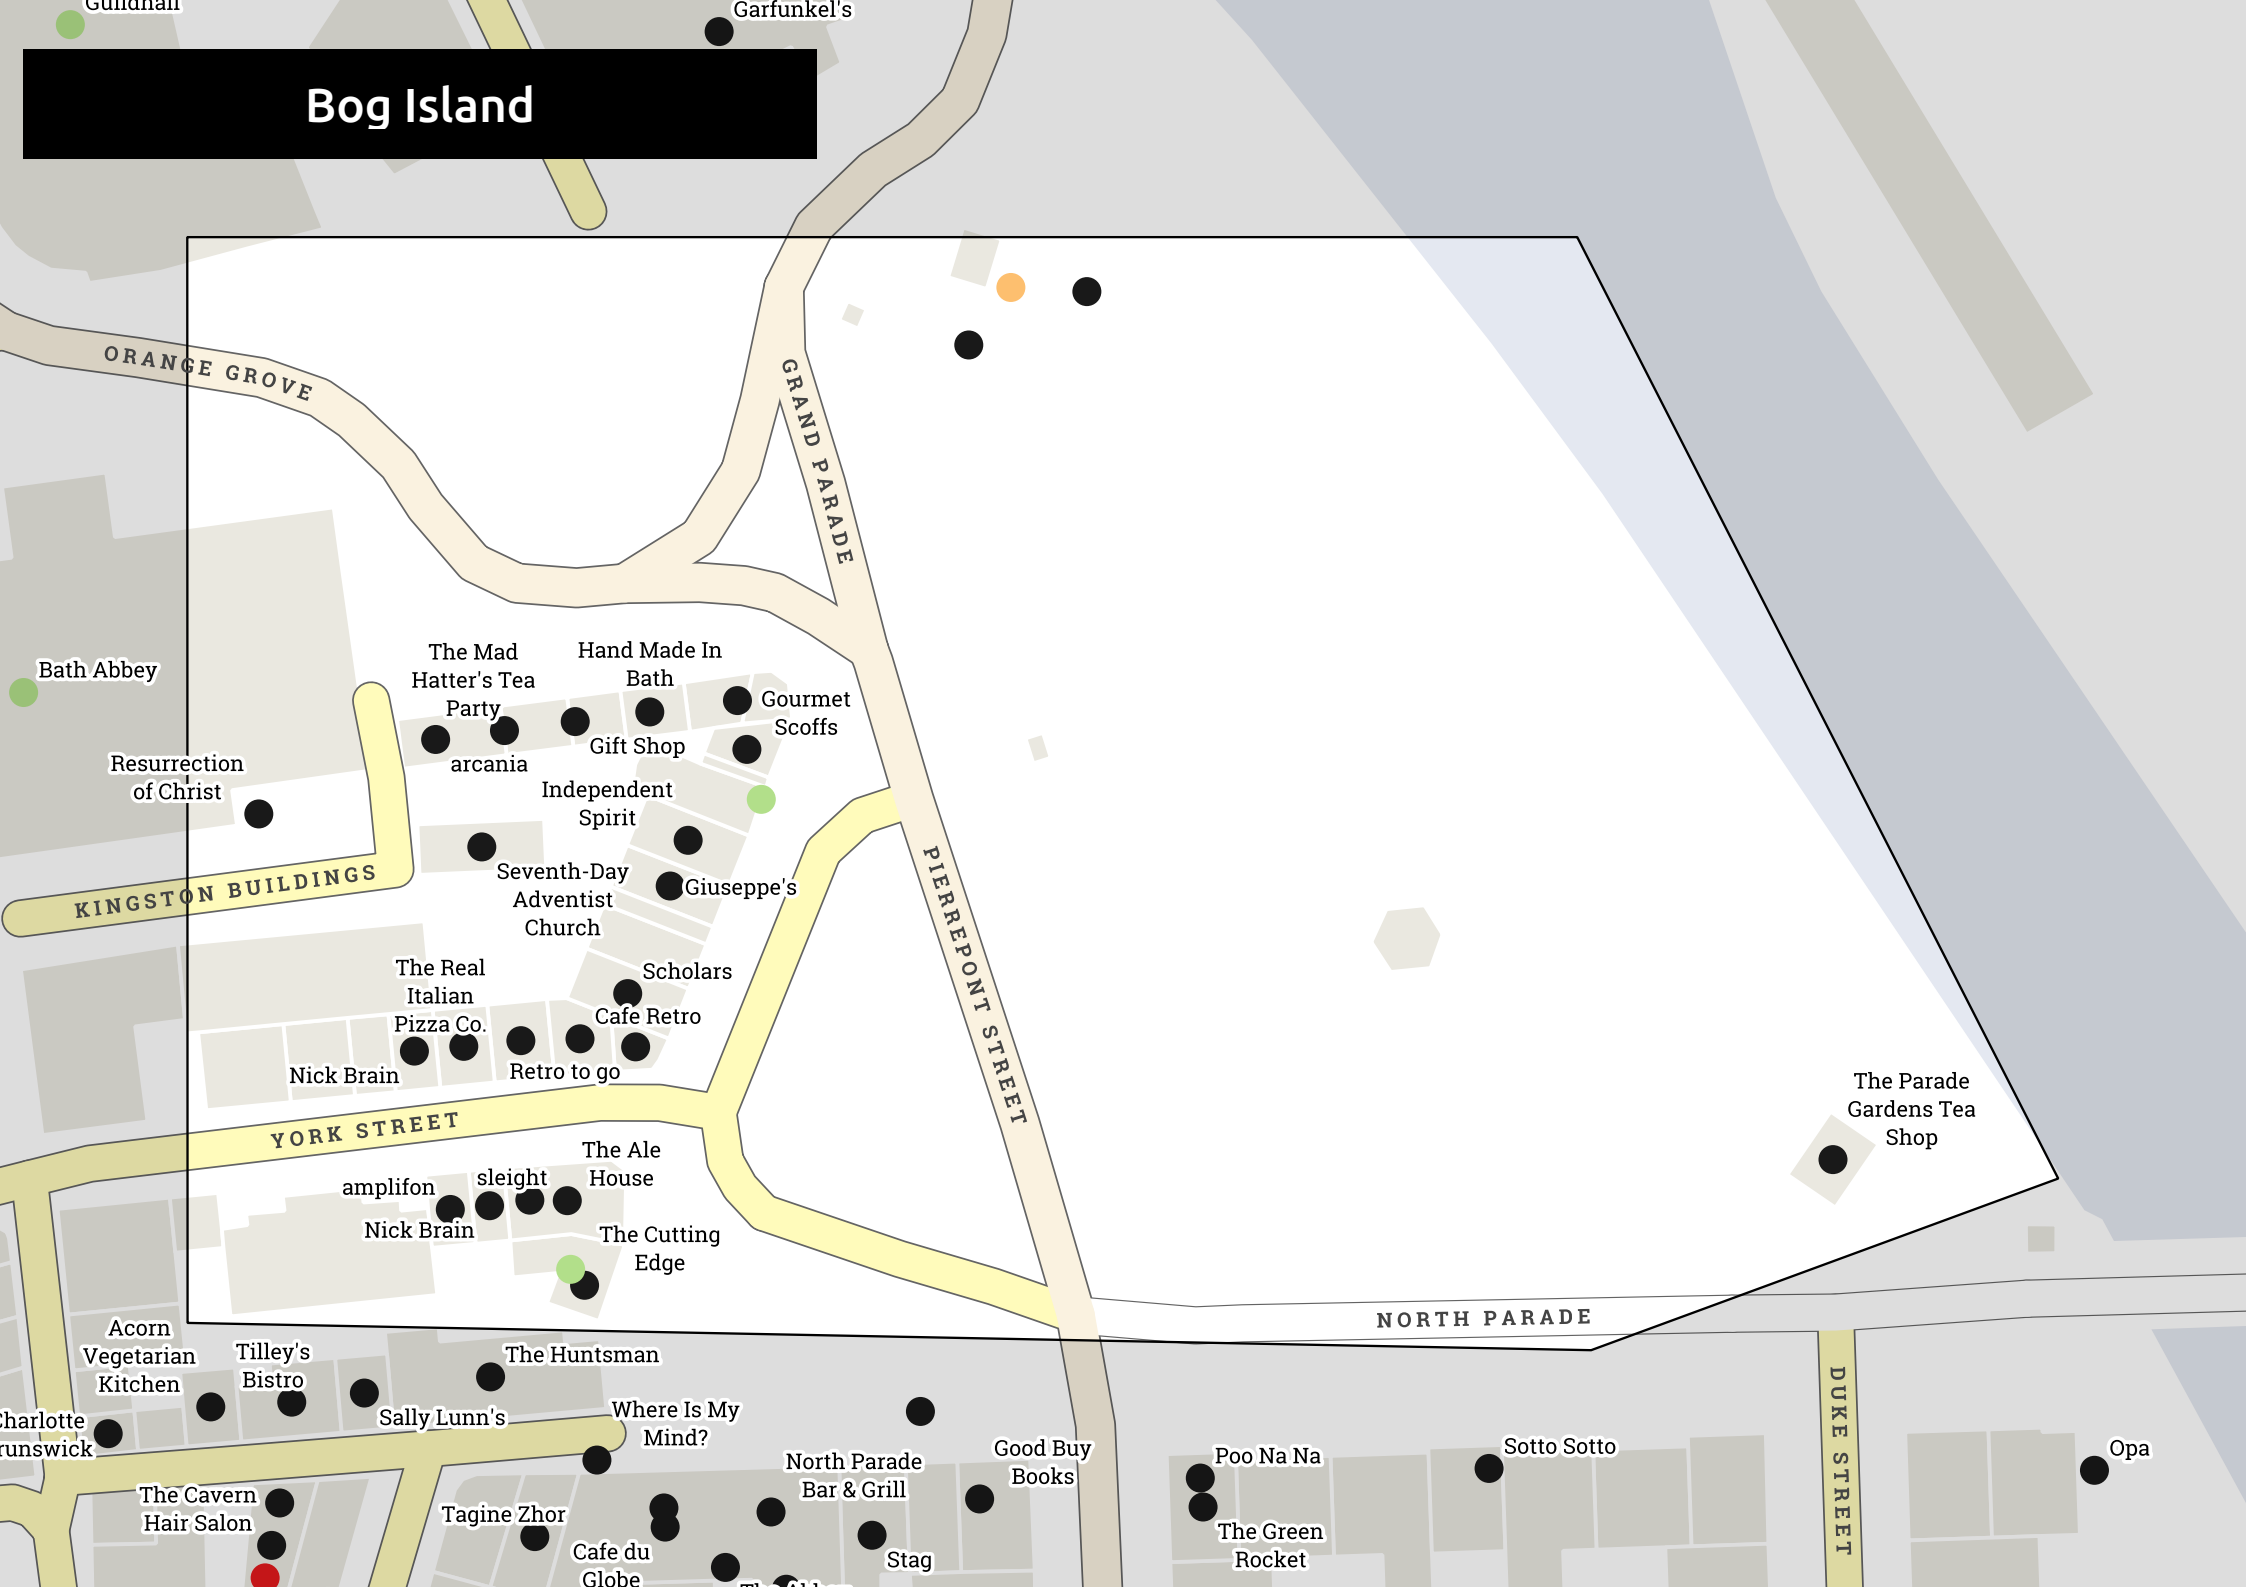 Guildhall
Garfunkel's
Bog Island
ORANGE GROVE
GRAND PARADE
The Mad
Hatter's Tea
Party
Hand Made In
Bath
Bath Abbey
Gourmet
Scoffs
Gift Shop
arcania
Resurrection
of Christ
Independent
Spirit
Seventh-Day
Adventist
Church
Giuseppe's
KINGSTON BUILDINGS
PIERREPONT STREET
The Real
Italian
Pizza Co.
Scholars
Cafe Retro
Nick Brain
Retro to go
YORK STREET
The Parade
Gardens Tea
Shop
The Ale
House
sleight
amplifon
Nick Brain
The Cutting
Edge
NORTH PARADE
Acorn
Vegetarian
Kitchen
Tilley's
Bistro
The Huntsman
Sally Lunn's
Charlotte
runswick
Where Is My
Mind?
DUKE STREET
North Parade
Bar & Grill
Good Buy
Books
Poo Na Na
Sotto Sotto
Opa
The Cavern
Hair Salon
Tagine Zhor
Cafe du
Globe
Stag
The Green
Rocket